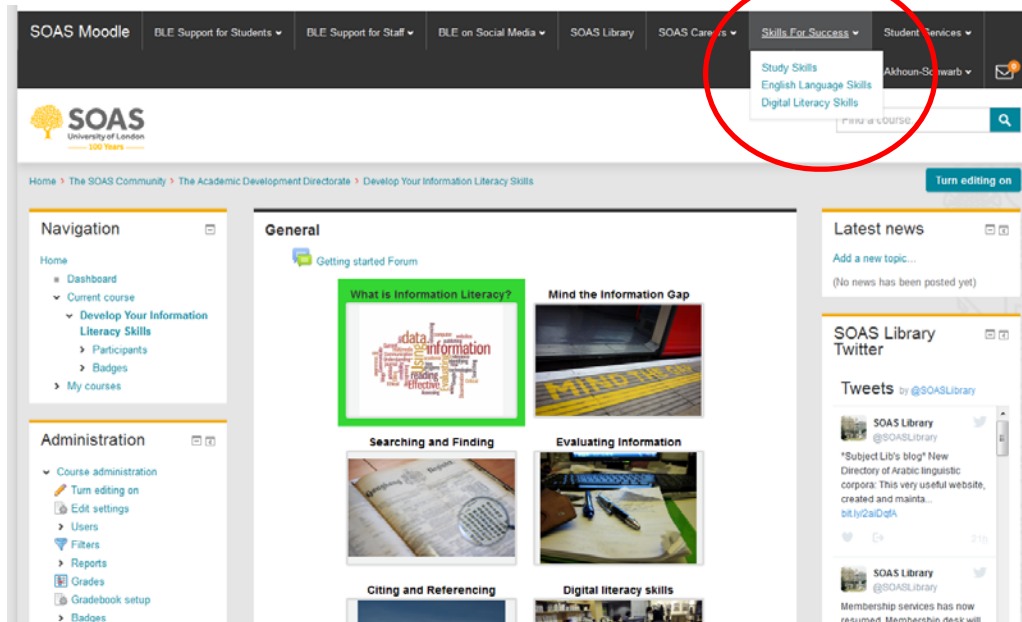 SOAS Moodle BLE Support for Students BLE Support for Staff BLE on Social Media SOAS Library SOAS Careers Skills For Success Student Services
Study Skills
English Language Skills
Digital Literacy Skills
Akhoun-Schwarb
0
SOAS
University of London
100 Years
Find a course
Home > The SOAS Community > The Academic Development Directorate > Develop Your Information Literacy Skills
Turn editing on
Navigation
Home
Dashboard
Current course
Develop Your Information
Literacy Skills
Participants
Badges
My courses
Administration
Course administration
Turn editing on
Edit settings
Users
Filters
Reports
Grades
Gradebook setup
Badges
General
Getting started Forum
What is Information Literacy? Mind the Information Gap
data
information
Using
evaluating
reading
Effective
MIND THE GAP
Searching and Finding Evaluating Information
Citing and Referencing Digital literacy skills
Latest news
Add a new topic...
(No news has been posted yet)
SOAS Library
Twitter
Tweets by @SOASLibrary
SOAS Library
@SOASLibrary
*Subject Lib's blog* New
Directory of Arabic linguistic
corpora: This very useful website,
created and mainta...
bit.ly/2aiDqfA
21h
SOAS Library
@SOASLibrary
Membership services has now
resumed. Membership desk will